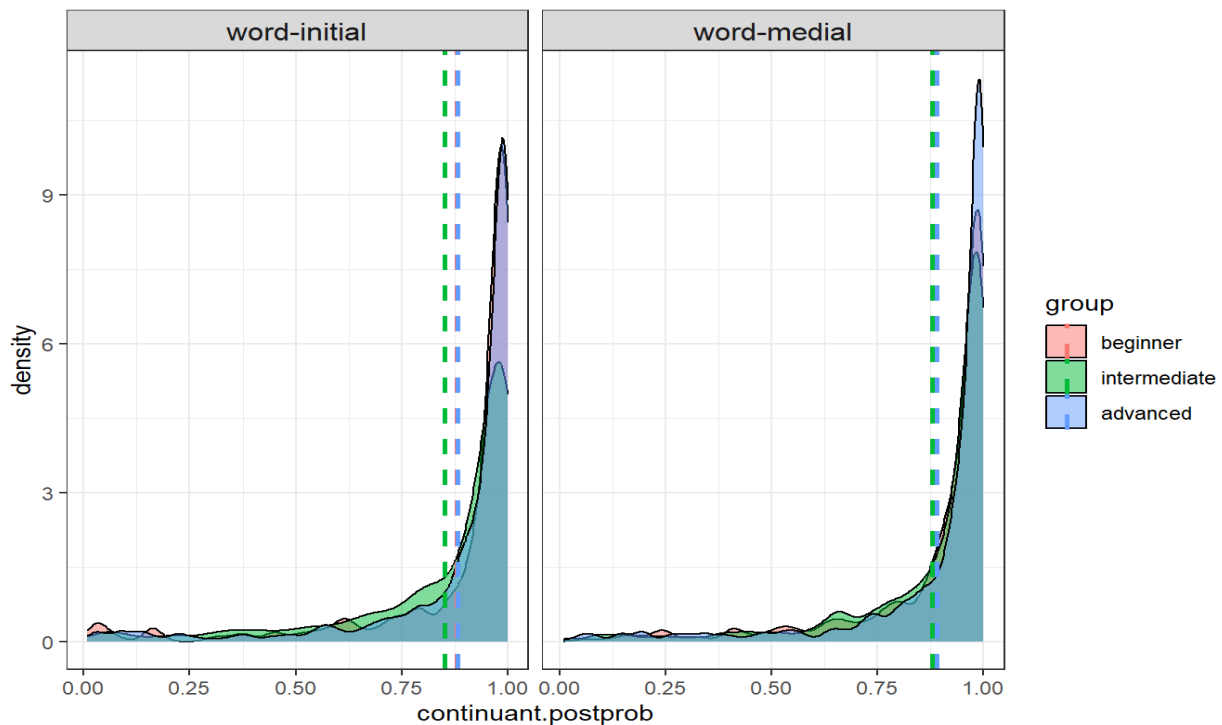 word-initial
word-medial
density
9
6
3
0
0.00 0.25 0.50 0.75 1.00
0.00 0.25 0.50 0.75 1.00
continuant.postprob
group
beginner
intermediate
advanced